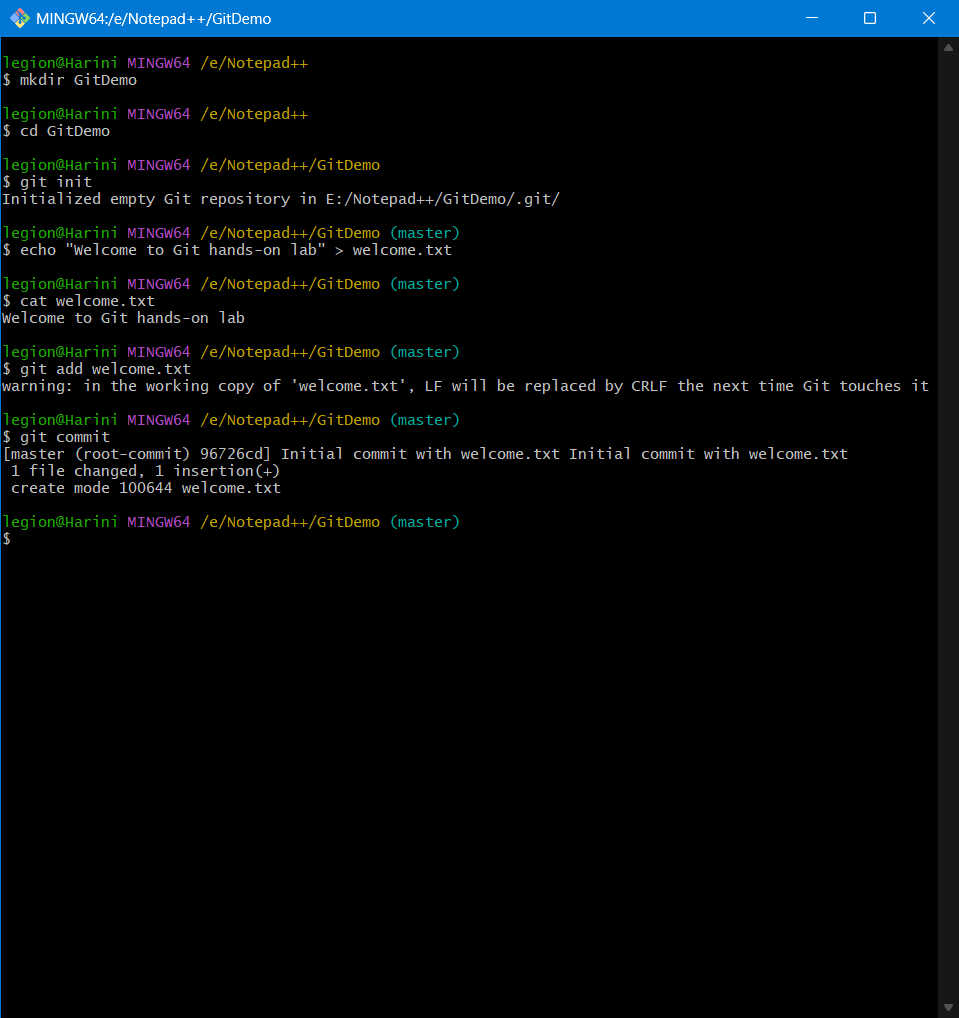 MINGW64:/e/Notepad++/GitDemo
legion@Harini MINGW64 /e/Notepad++
$ mkdir GitDemo
legion@Harini MINGW64 /e/Notepad++
$ cd GitDemo
legion@Harini MINGW64 /e/Notepad++/GitDemo
$ git init
Initialized empty Git repository in E:/Notepad++/GitDemo/.git/
legion@Harini MINGW64 /e/Notepad++/GitDemo (master)
$ echo "Welcome to Git hands-on lab" > welcome.txt
legion@Harini MINGW64 /e/Notepad++/GitDemo (master)
$ cat welcome.txt
Welcome to Git hands-on lab
legion@Harini MINGW64 /e/Notepad++/GitDemo (master)
$ git add welcome.txt
warning: in the working copy of 'welcome.txt', LF will be replaced by CRLF the next time Git touches it
legion@Harini MINGW64 /e/Notepad++/GitDemo (master)
$ git commit
[master (root-commit) 96726cd] Initial commit with welcome.txt Initial commit with welcome.txt
 1 file changed, 1 insertion(+)
 create mode 100644 welcome.txt
legion@Harini MINGW64 /e/Notepad++/GitDemo (master)
$